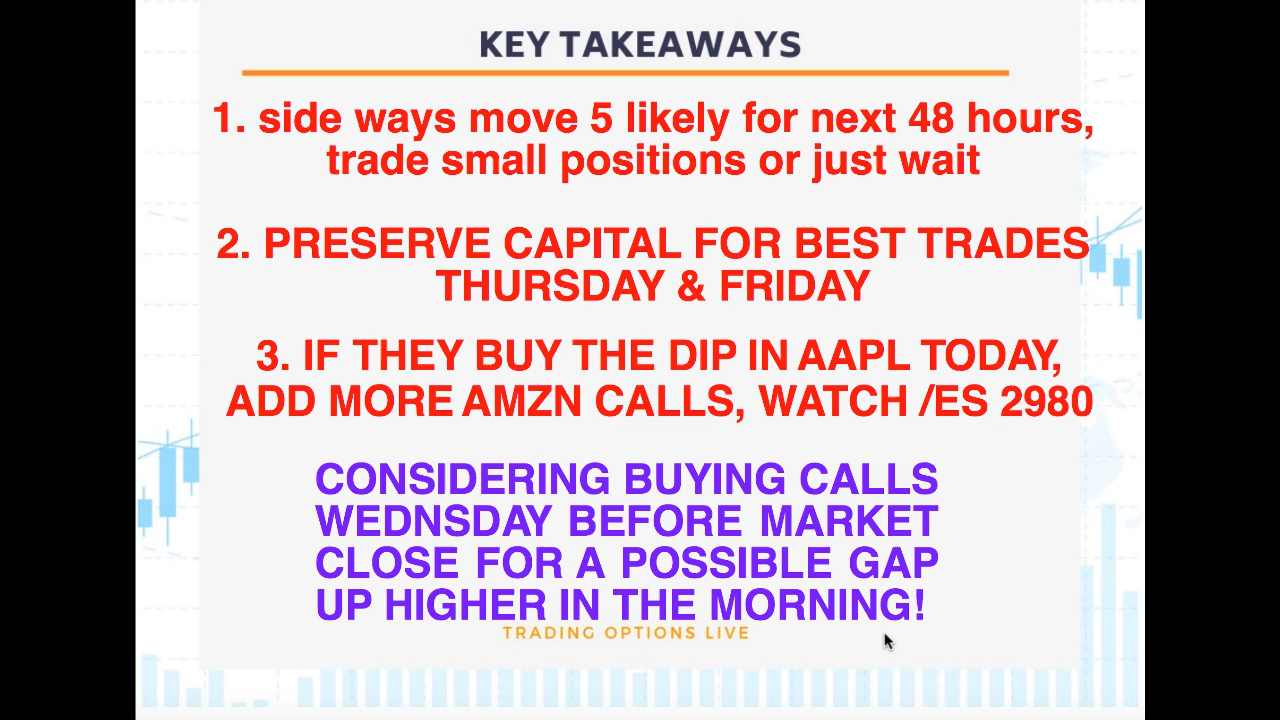 KEY TAKEAWAYS
1. side ways move 5 likely for next 48 hours,
trade small positions or just wait
2. PRESERVE CAPITAL FOR BEST TRADES
THURSDAY & FRIDAY
3. IF THEY BUY THE DIP IN AAPL TODAY,
ADD MORE AMZN CALLS, WATCH /ES 2980
CONSIDERING BUYING CALLS
WEDNSDAY BEFORE MARKET
CLOSE FOR A POSSIBLE GAP
UP HIGHER IN THE MORNING!
TRADING OPTIONS LIVE